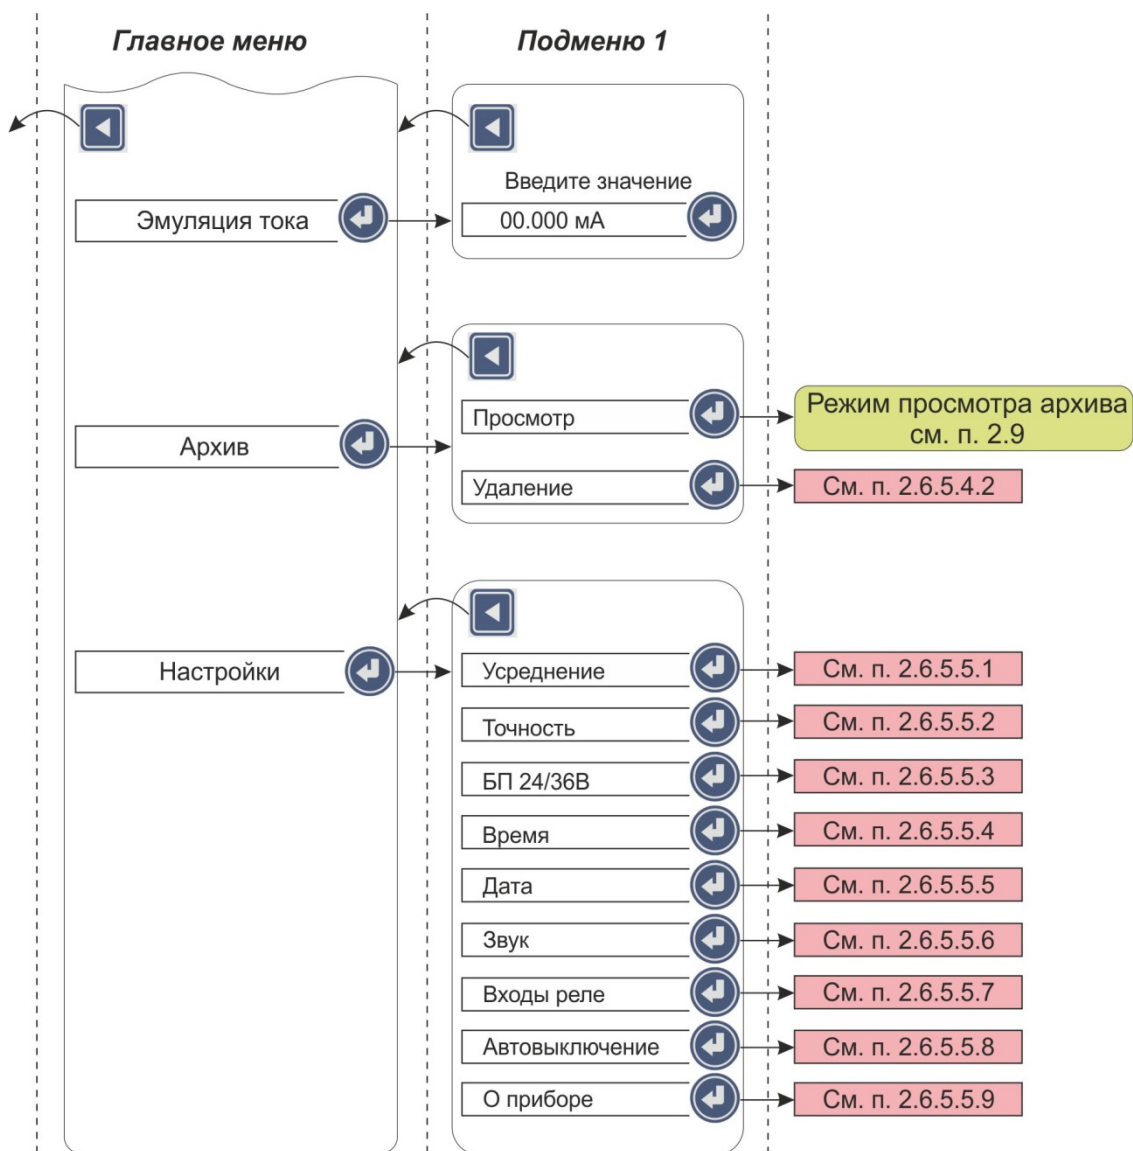 Главное меню
Подменю 1
Введите значение
Эмуляция тока
00.000 мА
Просмотр
Режим просмотра архива
см. п. 2.9
Архив
Удаление
См. п. 2.6.5.4.2
Настройки
Усреднение
См. п. 2.6.5.5.1
Точность
См. п. 2.6.5.5.2
БП 24/36В
См. п. 2.6.5.5.3
Время
См. п. 2.6.5.5.4
Дата
См. п. 2.6.5.5.5
Звук
См. п. 2.6.5.5.6
Входы реле
См. п. 2.6.5.5.7
Автовыключение
См. п. 2.6.5.5.8
О приборе
См. п. 2.6.5.5.9